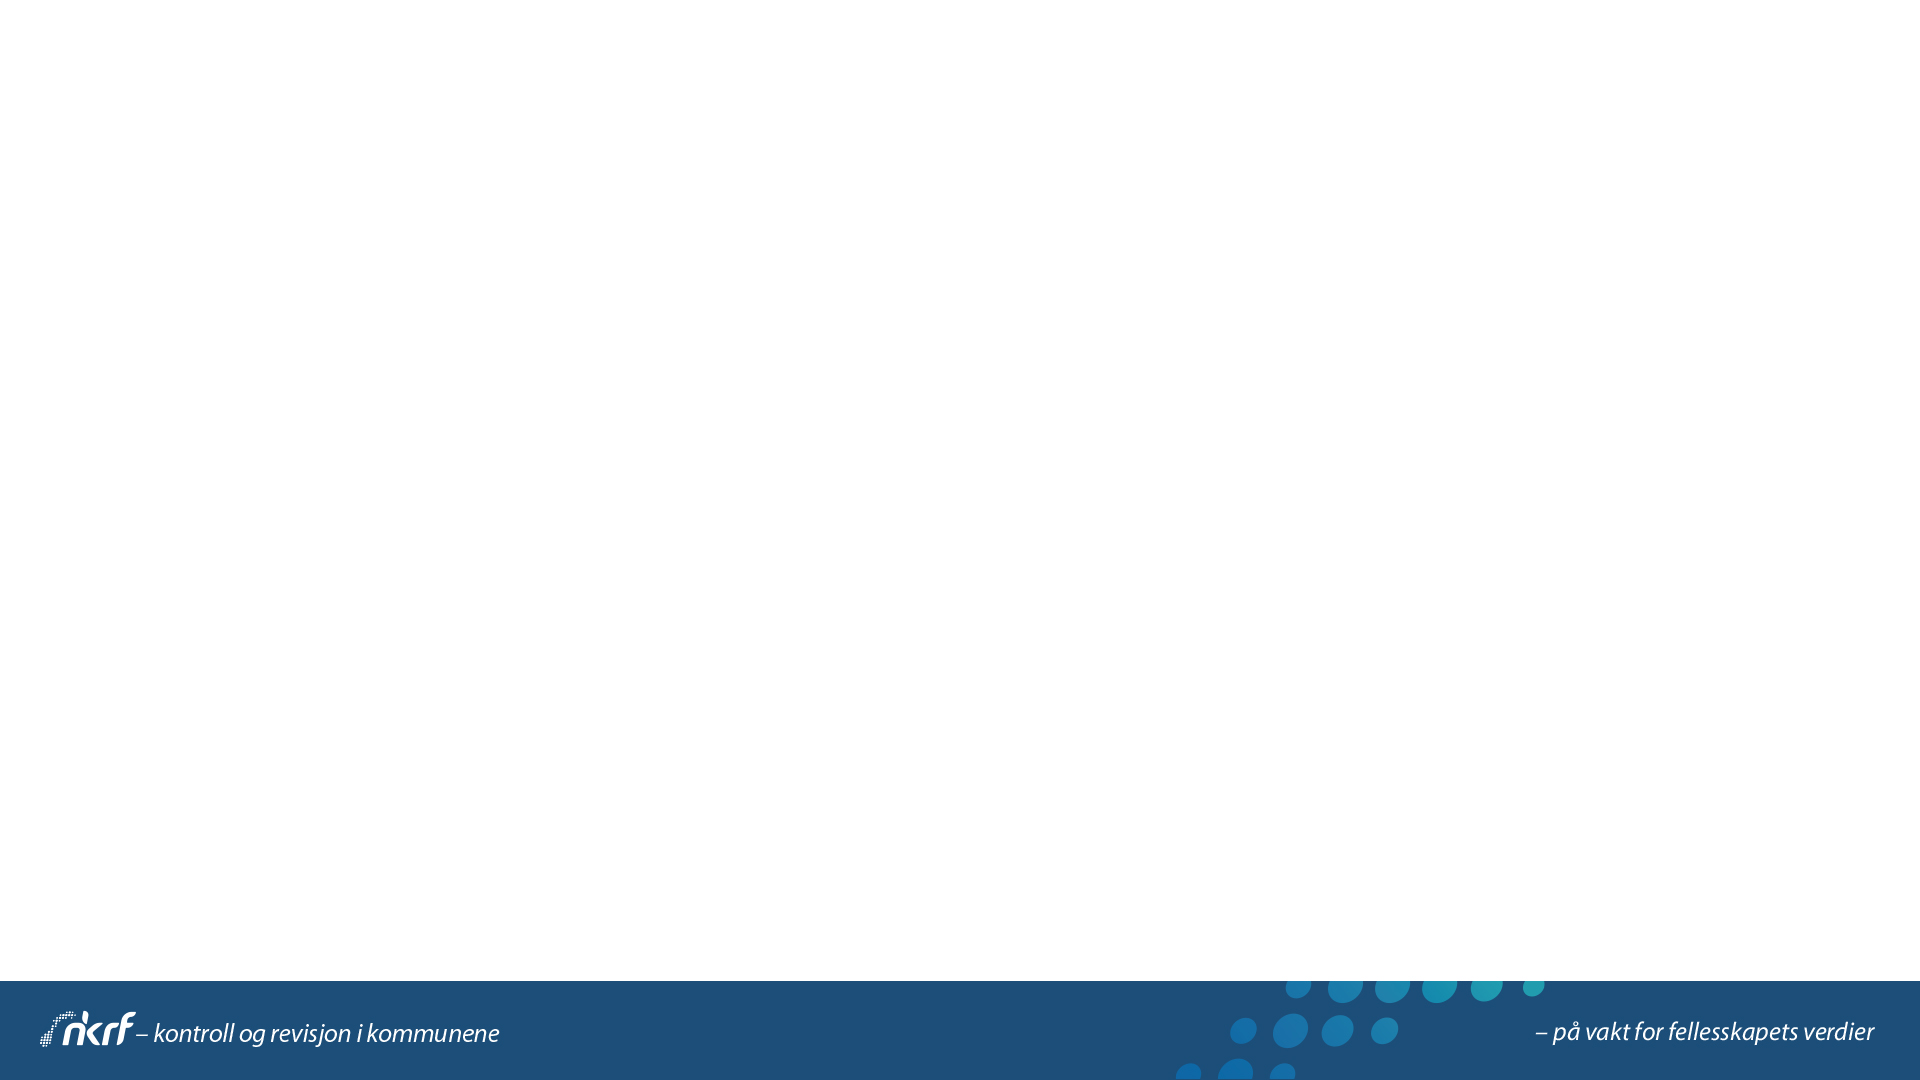 nkrf – kontroll og revisjon i kommunene
– på vakt for fellesskapets verdier